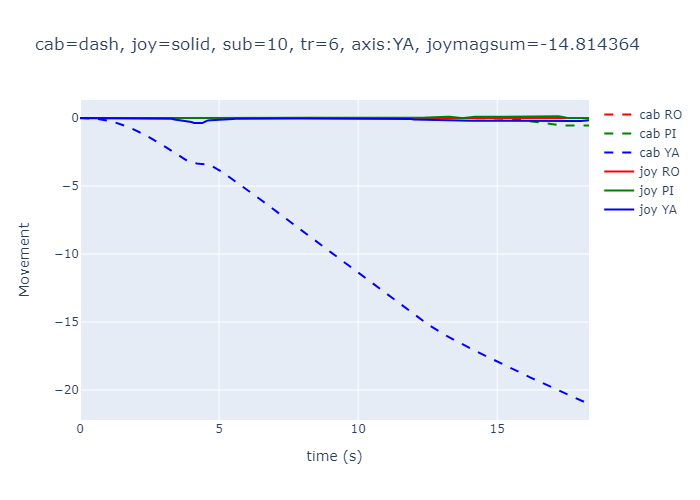 cab=dash, joy=solid, sub=10, tr=6, axis:YA, joymagsum=-14.814364
cab RO
cab PI
cab YA
joy RO
joy PI
joy YA
0
−5
−10
−15
−20
Movement
0
5
10
15
time (s)